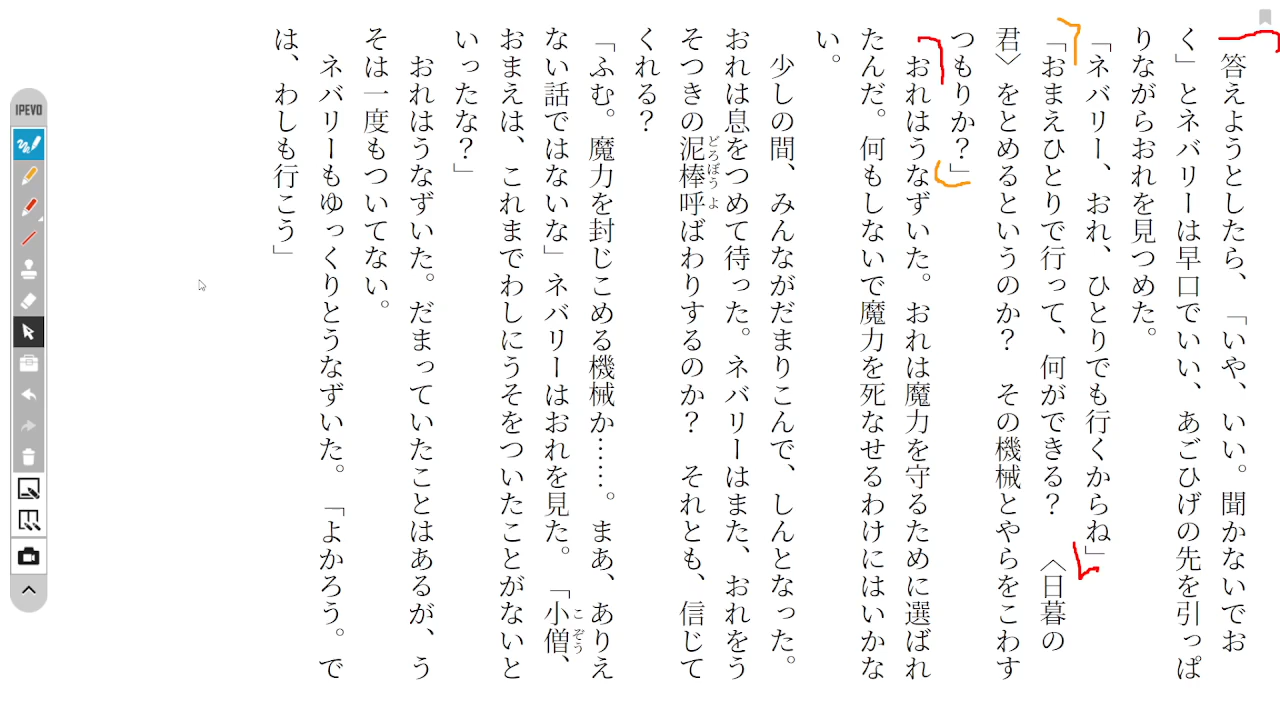 答えようとしたら、「いや、いい。聞かないでお
く」とネバリーは早口でいい、あごひげの先を引っぱ
りながらおれを見つめた。
「ネバリー、おれ、ひとりでも行くからね」
「おまえひとりで行って、何ができる？　〈日暮の
君〉をとめるというのか？　その機械とやらをこわす
つもりか？」
おれはうなずいた。おれは魔力を守るために選ばれ
たんだ。何もしないで魔力を死なせるわけにはいかな
い。
少しの間、みんながだまりこんで、しんとなった。
おれは息をつめて待った。ネバリーはまた、おれをう
そつきの泥棒呼ばわりするのか？　それとも、信じて
くれる？
「ふむ。魔力を封じこめる機械か……。まあ、ありえ
ない話ではないな」ネバリーはおれを見た。「小僧、
おまえは、これまでわしにうそをついたことがないと
いったな？」
おれはうなずいた。だまっていたことはあるが、う
そは一度もついてない。
ネバリーもゆっくりとうなずいた。「よかろう。で
は、わしも行こう」
どろぼう よ
こぞう
IPEVO